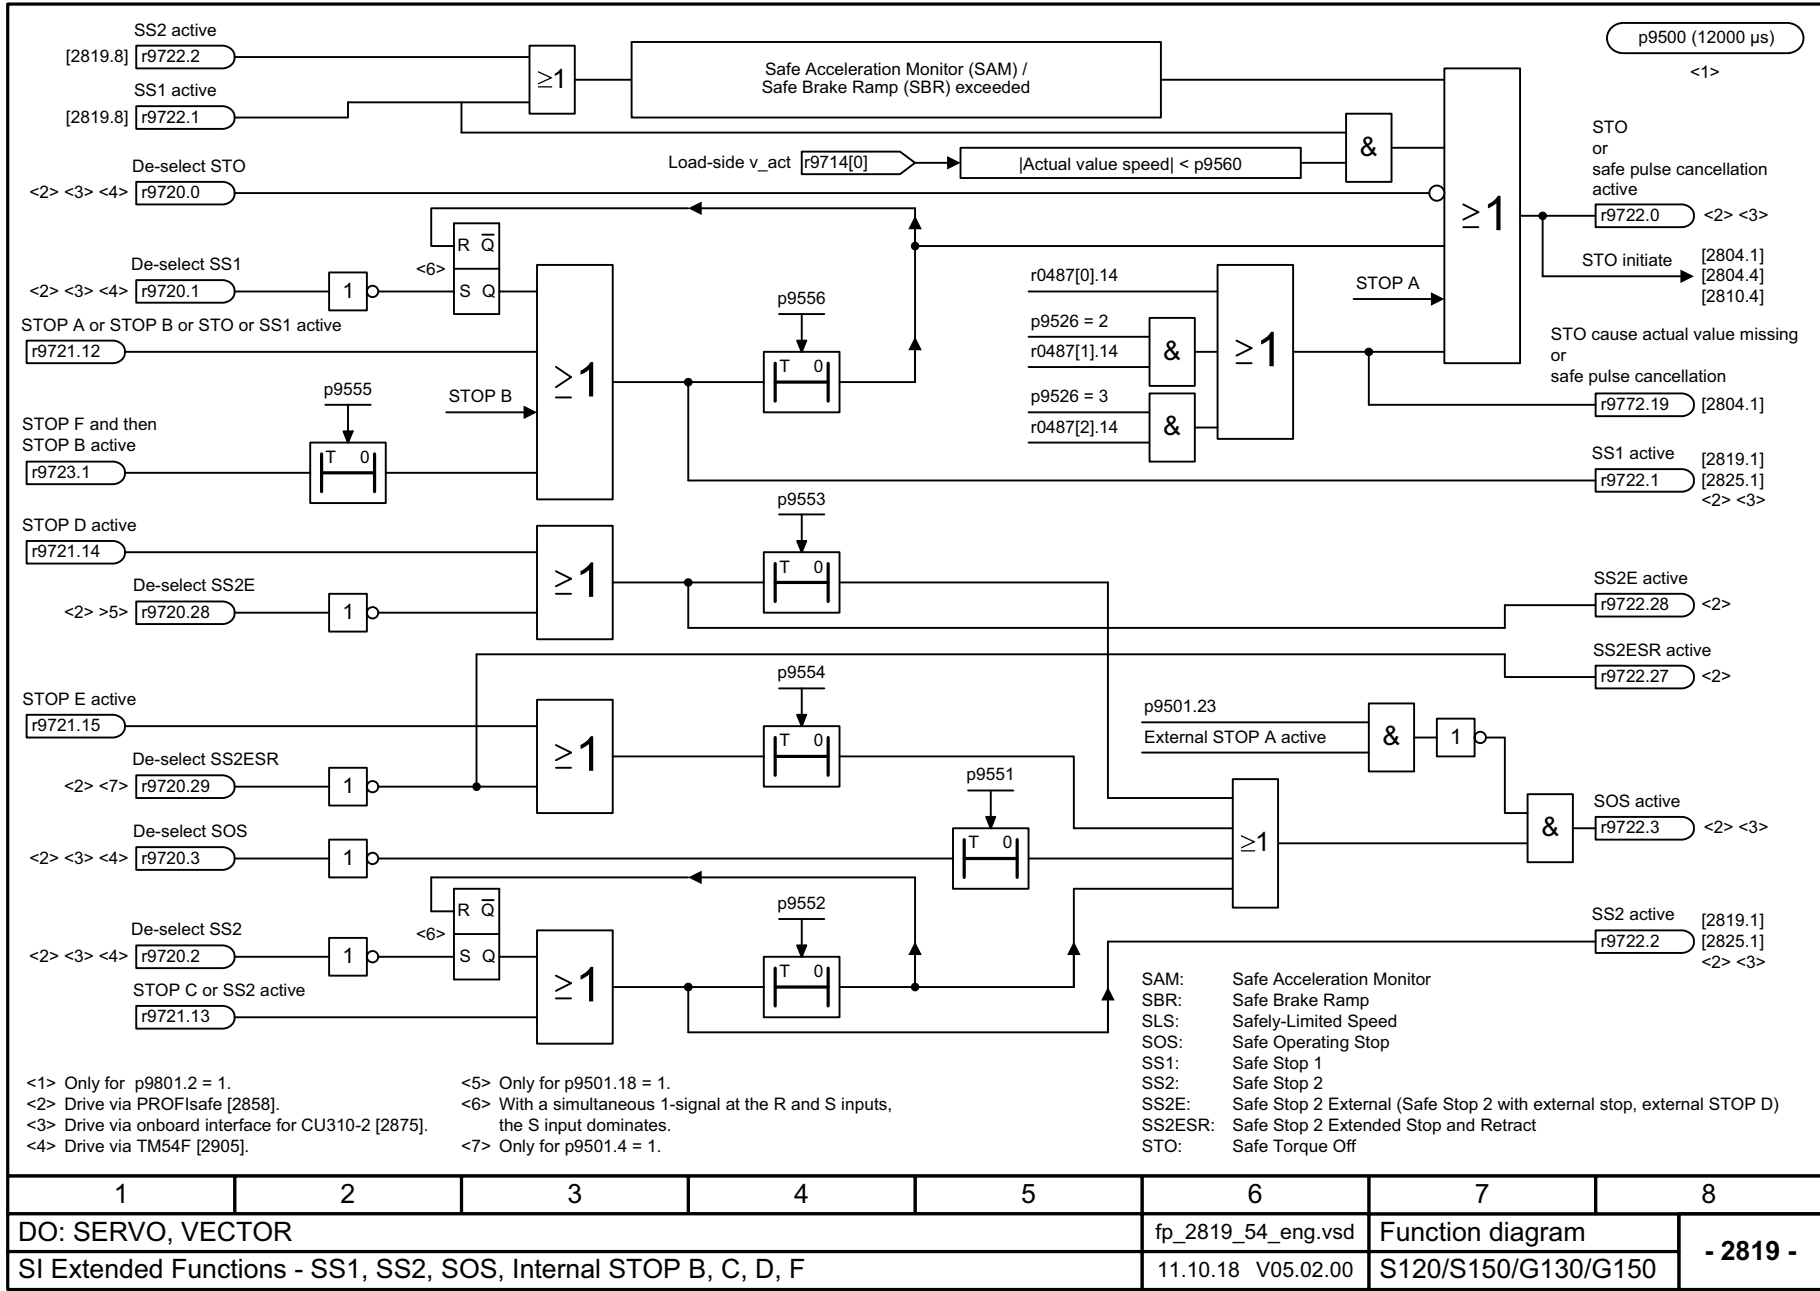 SS2 active
[2819.8] r9722.2
SS1 active
[2819.8] r9722.1
≥1
Safe Acceleration Monitor (SAM) /
Safe Brake Ramp (SBR) exceeded
p9500 (12000 µs)
<1>
De-select STO
<2> <3> <4> r9720.0
Load-side v_act r9714[0]
|Actual value speed| < p9560
&
≥1
STO
or
safe pulse cancellation
active
r9722.0 <2> <3>
STO initiate
[2804.1]
[2804.4]
[2810.4]
De-select SS1
<2> <3> <4> r9720.1
1
<6>
R Q̅
S Q
STOP A or STOP B or STO or SS1 active
r9721.12
STOP F and then
STOP B active
r9723.1
p9555
T 0
STOP B
≥1
p9556
T 0
r0487[0].14
p9526 = 2
r0487[1].14
&
p9526 = 3
r0487[2].14
&
≥1
STOP A
STO cause actual value missing
or
safe pulse cancellation
r9772.19 [2804.1]
SS1 active
r9722.1
[2819.1]
[2825.1]
<2> <3>
STOP D active
r9721.14
De-select SS2E
<2> >5> r9720.28
1
≥1
p9553
T 0
SS2E active
r9722.28 <2>
SS2ESR active
r9722.27 <2>
STOP E active
r9721.15
De-select SS2ESR
<2> <7> r9720.29
1
≥1
p9554
T 0
p9501.23
External STOP A active
&
1
De-select SOS
<2> <3> <4> r9720.3
1
p9551
T 0
≥1
&
SOS active
r9722.3 <2> <3>
De-select SS2
<2> <3> <4> r9720.2
1
<6>
R Q̅
S Q
STOP C or SS2 active
r9721.13
≥1
p9552
T 0
SS2 active
r9722.2
[2819.1]
[2825.1]
<2> <3>
SAM: Safe Acceleration Monitor
SBR: Safe Brake Ramp
SLS: Safely-Limited Speed
SOS: Safe Operating Stop
SS1: Safe Stop 1
SS2: Safe Stop 2
SS2E: Safe Stop 2 External (Safe Stop 2 with external stop, external STOP D)
SS2ESR: Safe Stop 2 Extended Stop and Retract
STO: Safe Torque Off
<1> Only for p9801.2 = 1.
<2> Drive via PROFIsafe [2858].
<3> Drive via onboard interface for CU310-2 [2875].
<4> Drive via TM54F [2905].
<5> Only for p9501.18 = 1.
<6> With a simultaneous 1-signal at the R and S inputs,
the S input dominates.
<7> Only for p9501.4 = 1.
1 2 3 4 5 6 7 8
DO: SERVO, VECTOR
fp_2819_54_eng.vsd
Function diagram
- 2819 -
SI Extended Functions - SS1, SS2, SOS, Internal STOP B, C, D, F
11.10.18 V05.02.00
S120/S150/G130/G150